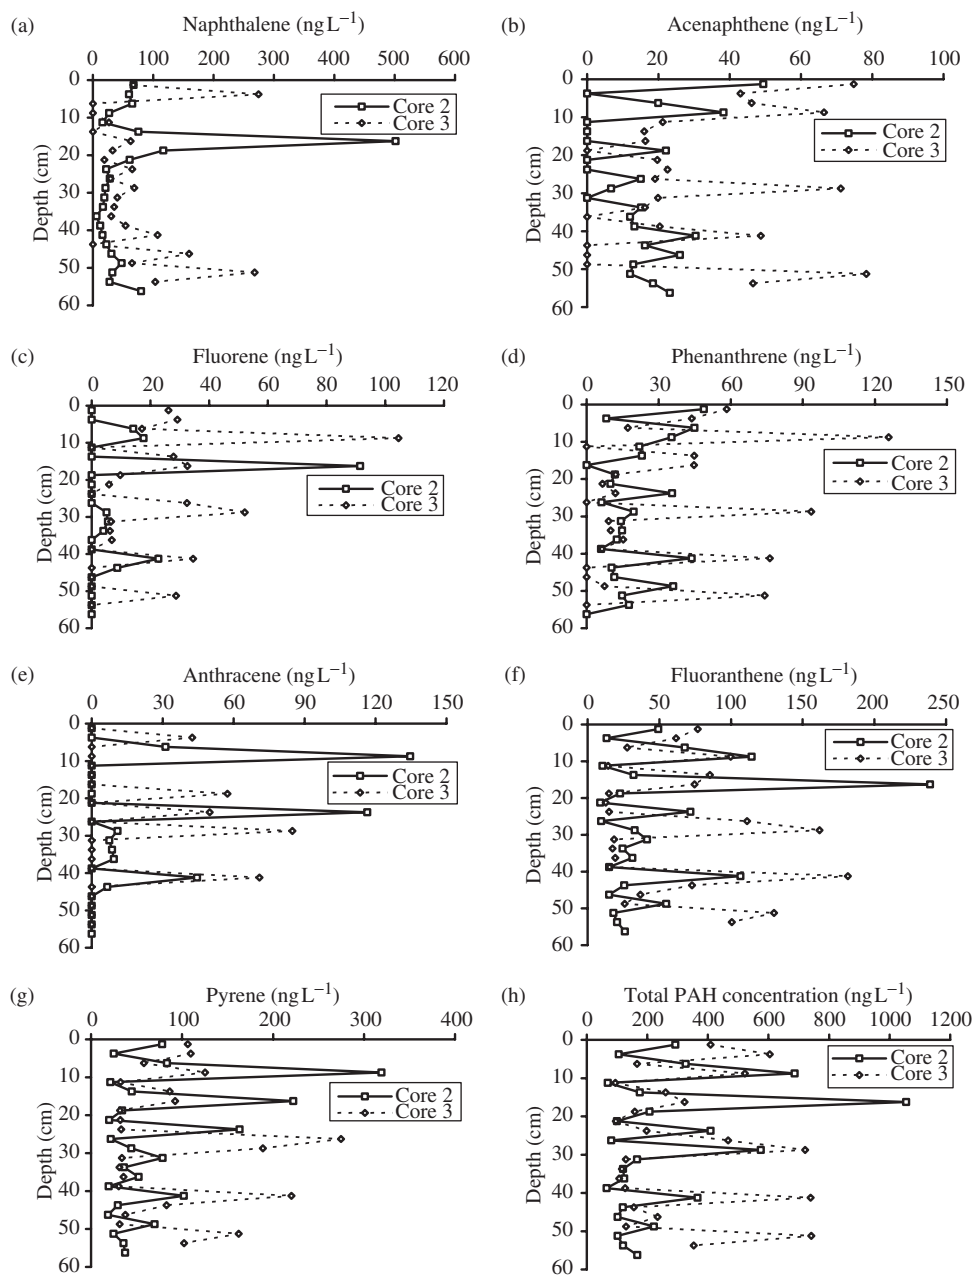 (a) Naphthalene (ng L−1)
0 100 200 300 400 500 600
0
10
20
30
40
50
60
Depth (cm)
Core 2
Core 3
(b) Acenaphthene (ng L−1)
0 20 40 60 80 100
0
10
20
30
40
50
60
Depth (cm)
Core 2
Core 3
(c) Fluorene (ng L−1)
0 20 40 60 80 100 120
0
10
20
30
40
50
60
Depth (cm)
Core 2
Core 3
(d) Phenanthrene (ng L−1)
0 30 60 90 120 150
0
10
20
30
40
50
60
Depth (cm)
Core 2
Core 3
(e) Anthracene (ng L−1)
0 30 60 90 120 150
0
10
20
30
40
50
60
Depth (cm)
Core 2
Core 3
(f) Fluoranthene (ng L−1)
0 50 100 150 200 250
0
10
20
30
40
50
60
Depth (cm)
Core 2
Core 3
(g) Pyrene (ng L−1)
0 100 200 300 400
0
10
20
30
40
50
60
Depth (cm)
Core 2
Core 3
(h) Total PAH concentration (ng L−1)
0 200 400 600 800 1000 1200
0
10
20
30
40
50
60
Depth (cm)
Core 2
Core 3